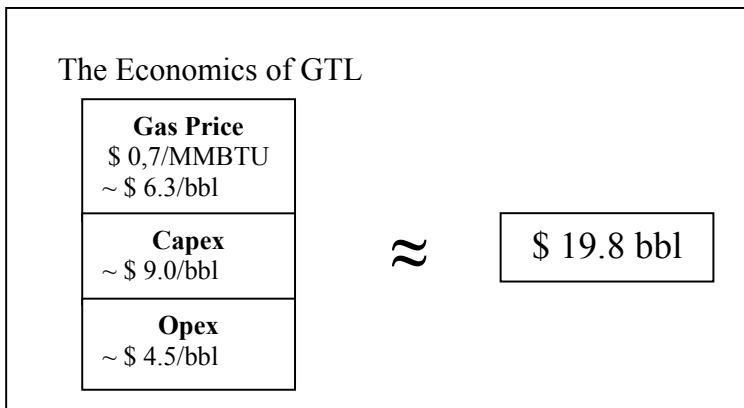 The Economics of GTL
Gas Price
$ 0,7/MMBTU
~ $ 6.3/bbl
Capex
~ $ 9.0/bbl
Opex
~ $ 4.5/bbl
≈
$ 19.8 bbl